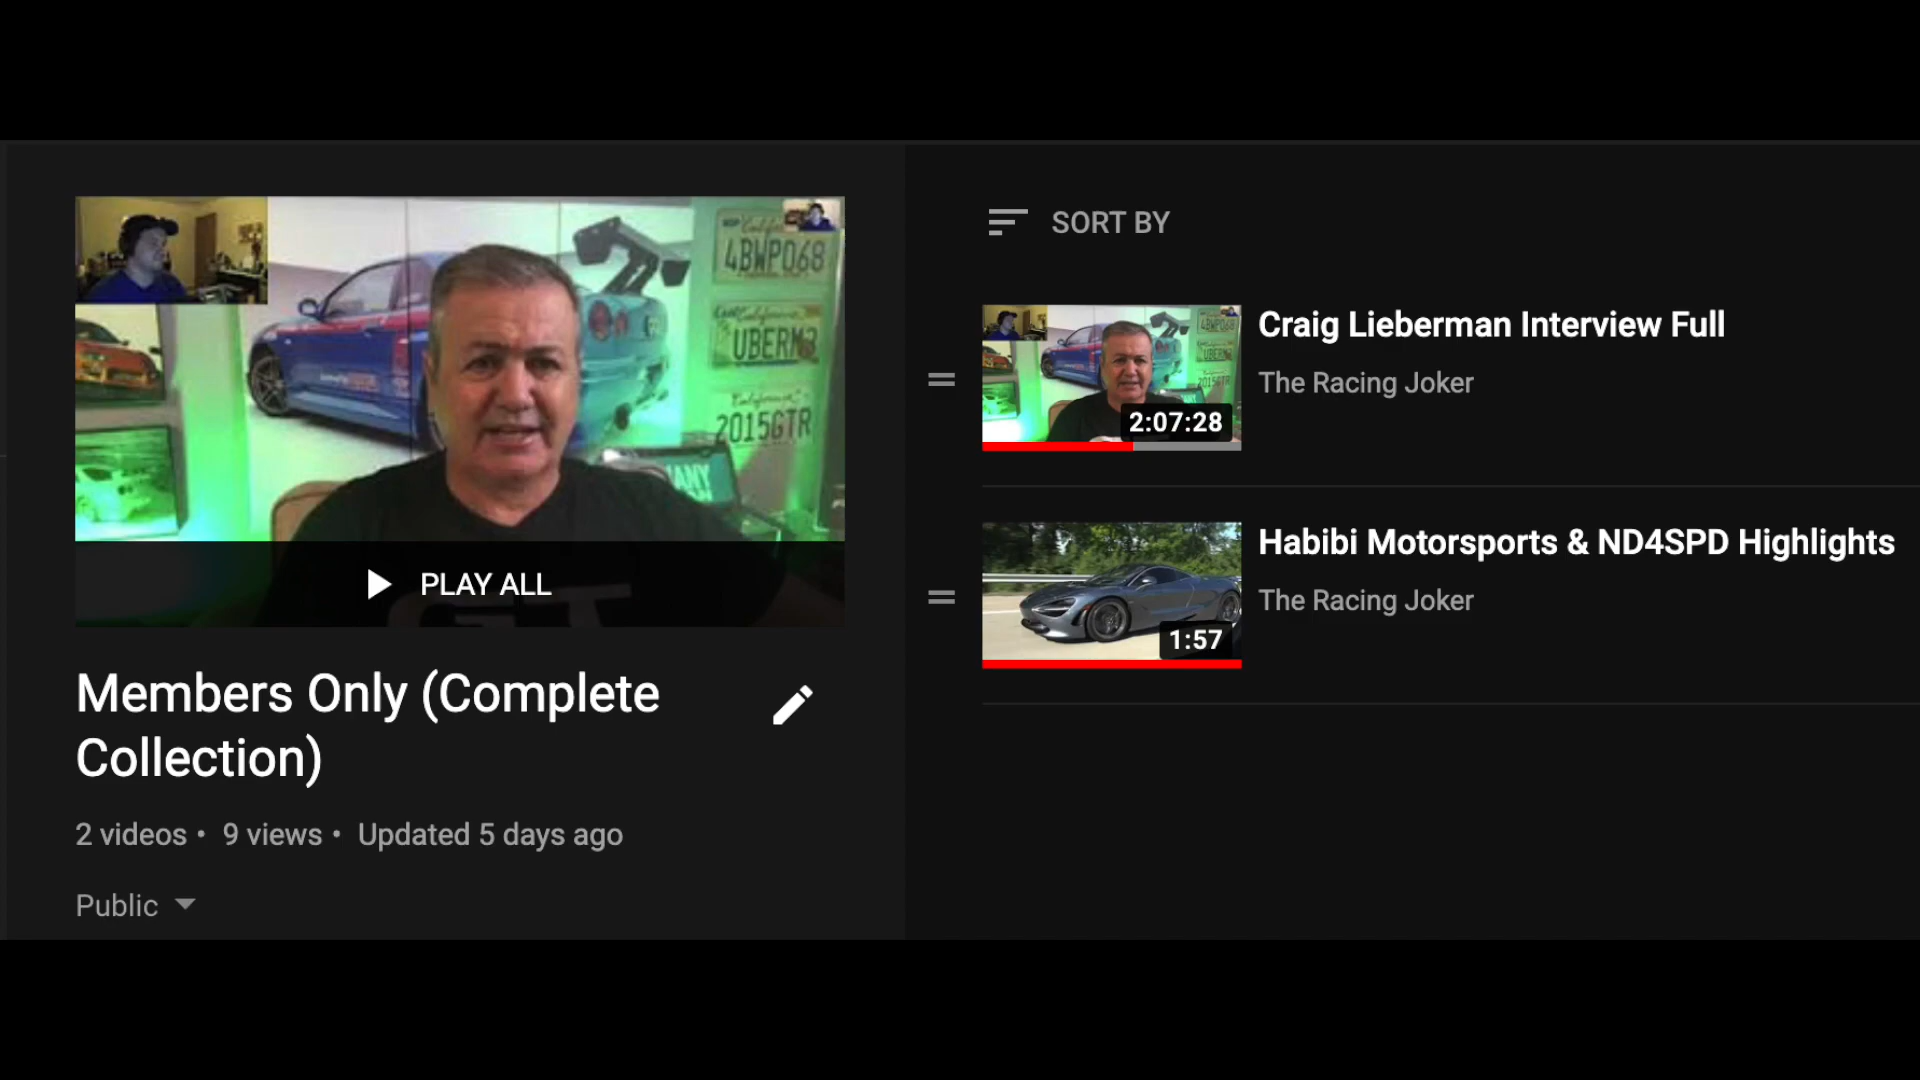 4BWP068
UBERM3
2015GTR
PLAY ALL
Members Only (Complete
Collection)
2 videos • 9 views • Updated 5 days ago
Public
SORT BY
Craig Lieberman Interview Full
The Racing Joker
2:07:28
Habibi Motorsports & ND4SPD Highlights
The Racing Joker
1:57